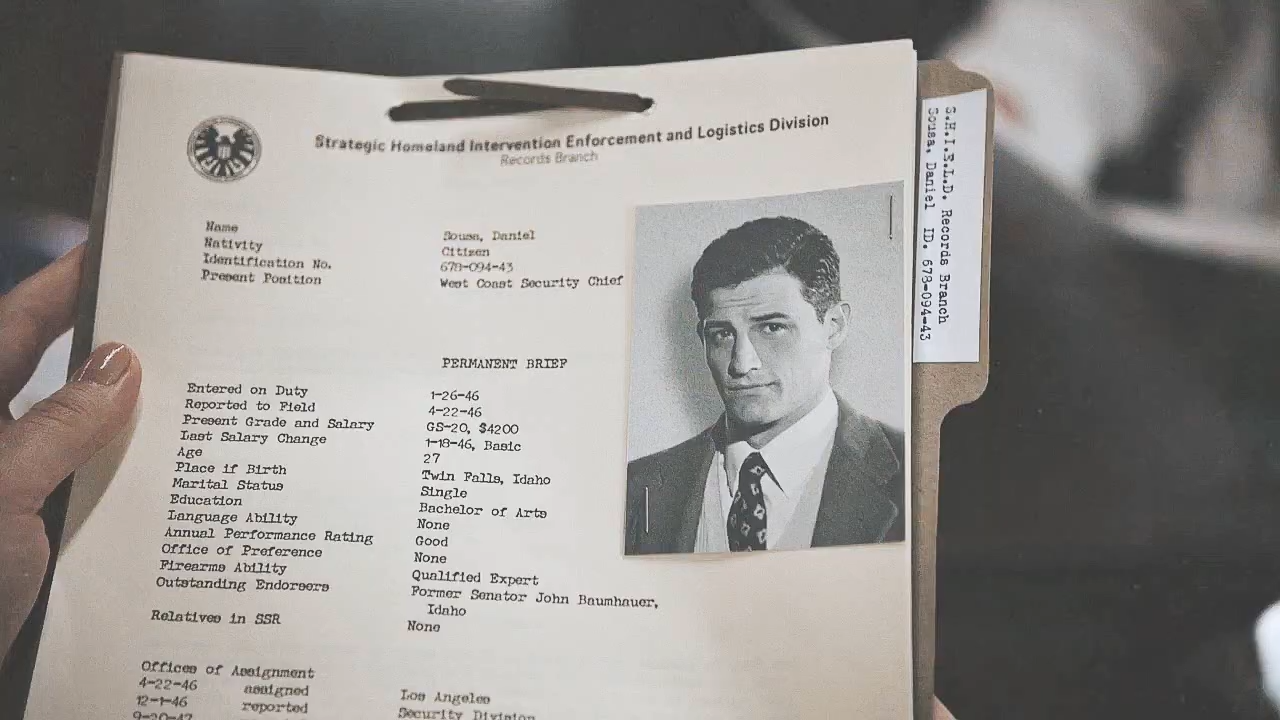 Strategic Homeland Intervention Enforcement and Logistics Division
Records Branch
S.H.I.E.L.D. Records Branch
Sousa, Daniel ID. 678-094-43
Name Sousa, Daniel
Nativity Citizen
Identification No. 678-094-43
Present Position West Coast Security Chief
PERMANENT BRIEF
Entered on Duty 1-26-46
Reported to Field 4-22-46
Present Grade and Salary GS-20, $4200
Last Salary Change 1-18-46, Basic
Age 27
Place if Birth Twin Falls, Idaho
Marital Status Single
Education Bachelor of Arts
Language Ability None
Annual Performance Rating Good
Office of Preference None
Firearms Ability Qualified Expert
Outstanding Endorsers Former Senator John Baumhauer,
Idaho
Relatives in SSR None
Offices of Assignment
4-22-46 assigned Los Angeles
12-1-46 reported Security Division
9-20-47